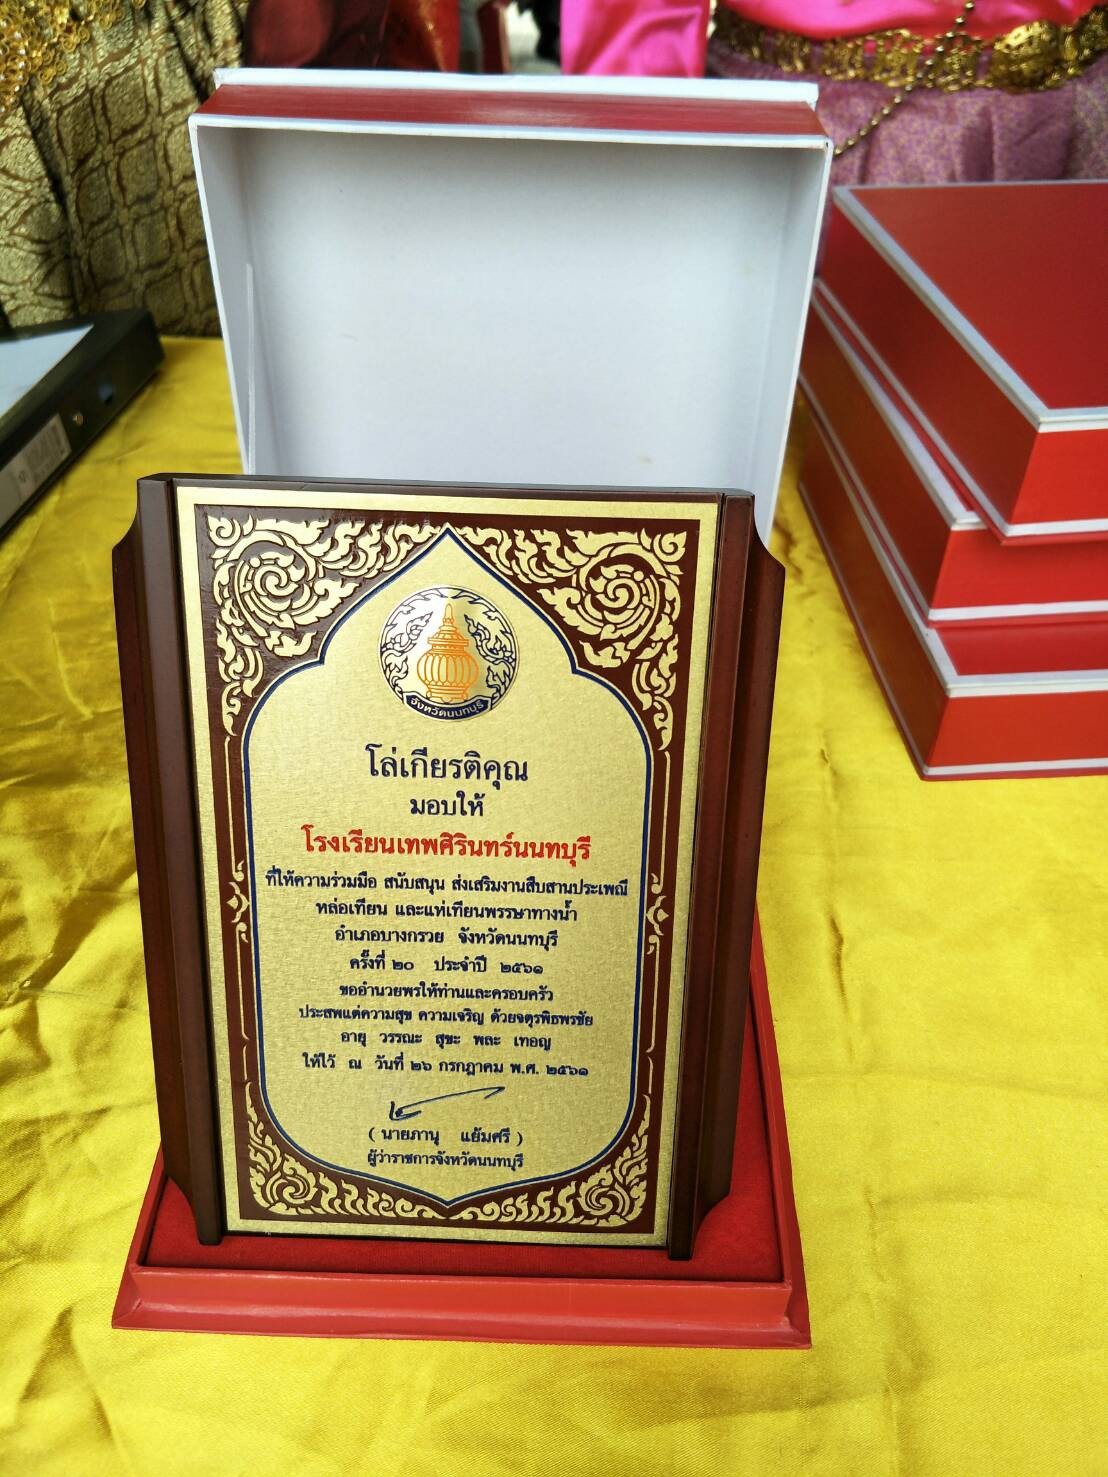 จังหวัดนนทบุรี
โล่เกียรติคุณ
มอบให้
โรงเรียนเทพศิรินทร์นนทบุรี
ที่ให้ความร่วมมือ สนับสนุน ส่งเสริมงานสืบสานประเพณี
หล่อเทียน และแห่เทียนพรรษาทางน้ำ
อำเภอบางกรวย จังหวัดนนทบุรี
ครั้งที่ ๒๐ ประจำปี ๒๕๖๑
ขออำนวยพรให้ท่านและครอบครัว
ประสพแต่ความสุข ความเจริญ ด้วยจตุรพิธพรชัย
อายุ วรรณะ สุขะ พละ เทอญ
ให้ไว้ ณ วันที่ ๒๖ กรกฎาคม พ.ศ. ๒๕๖๑
( นายภานุ แย้มศรี )
ผู้ว่าราชการจังหวัดนนทบุรี